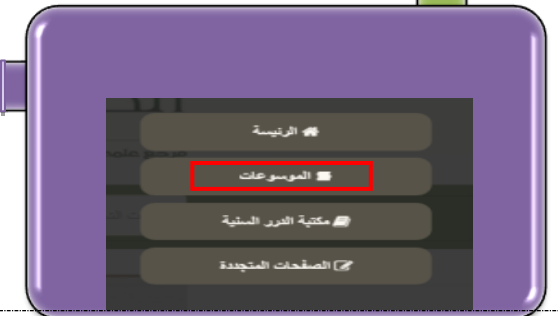 الرئيسة
الموسوعات
مكتبة الدرر السنية
الصفحات المتجددة